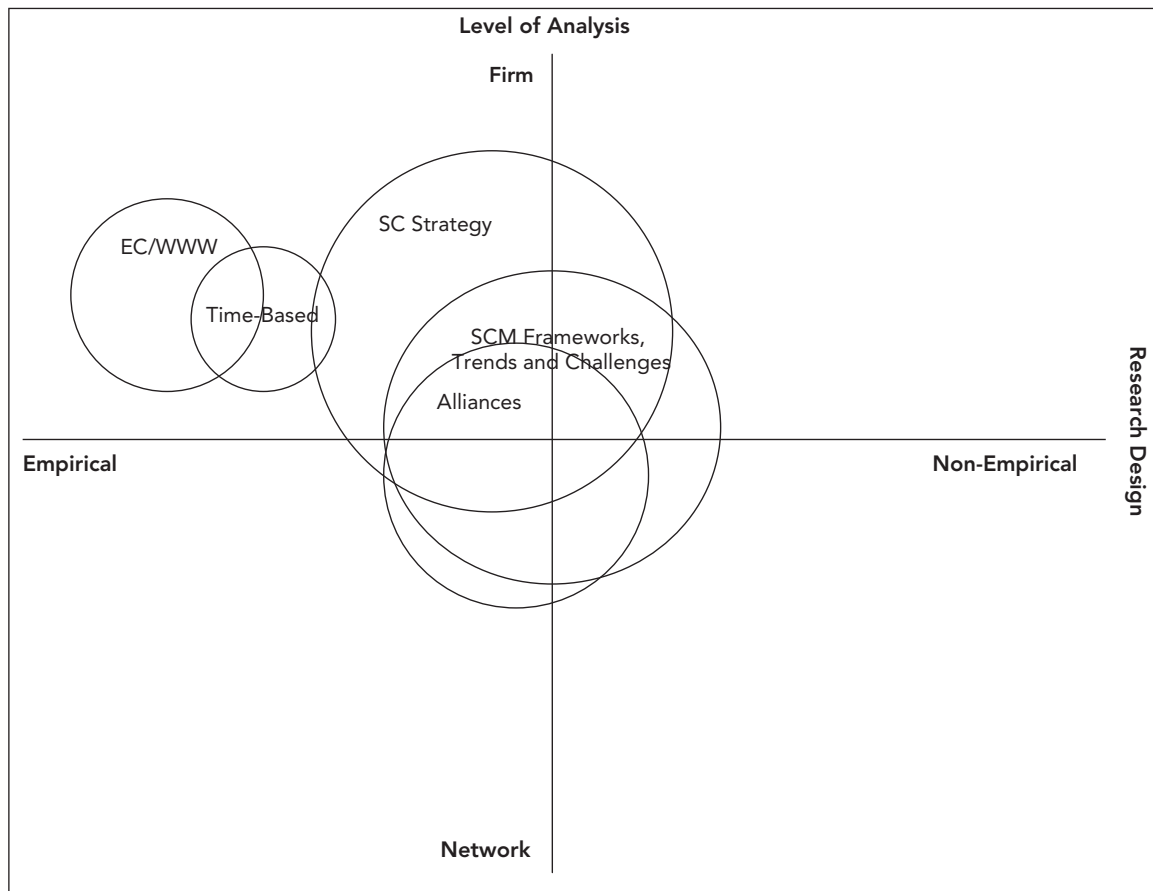 Level of Analysis
Firm
SC Strategy
EC/WWW
Time-Based
SCM Frameworks,
Trends and Challenges
Alliances
Research Design
Empirical
Non-Empirical
Network